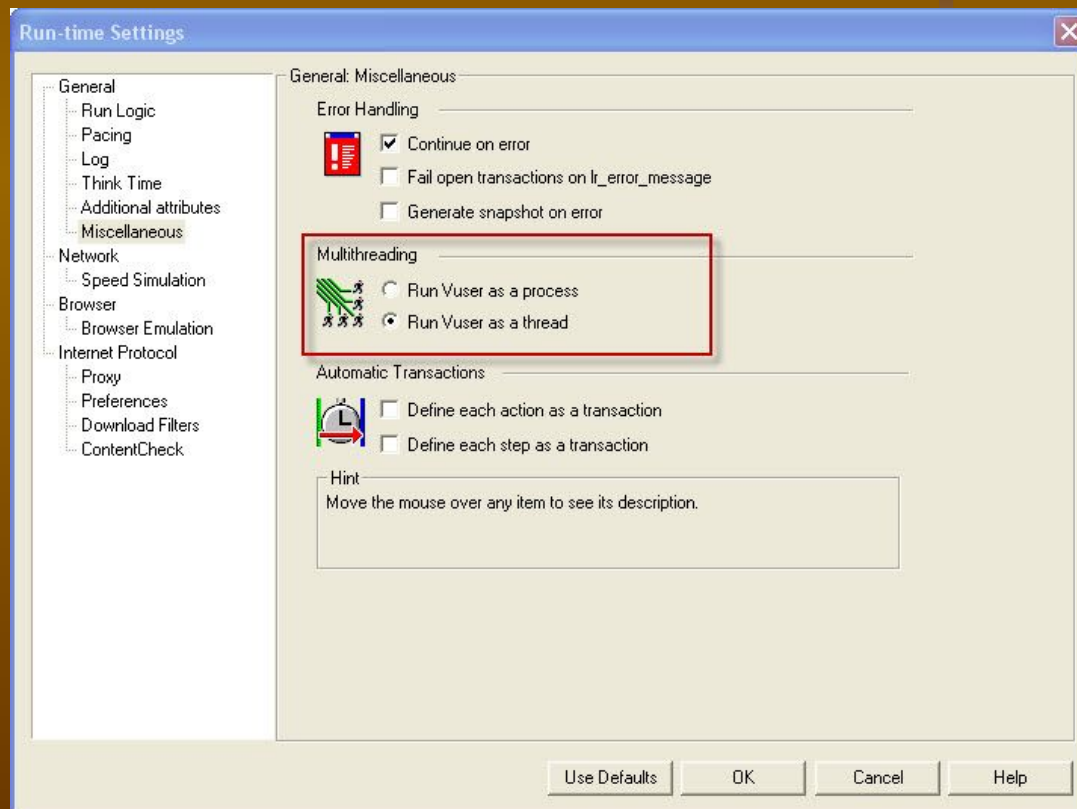 Run-time Settings
General
Run Logic
Pacing
Log
Think Time
Additional attributes
Miscellaneous
Network
Speed Simulation
Browser
Browser Emulation
Internet Protocol
Proxy
Preferences
Download Filters
ContentCheck
General: Miscellaneous
Error Handling
Continue on error
Fail open transactions on lr_error_message
Generate snapshot on error
Multithreading
Run Vuser as a process
Run Vuser as a thread
Automatic Transactions
Define each action as a transaction
Define each step as a transaction
Hint
Move the mouse over any item to see its description.
Use Defaults
OK
Cancel
Help